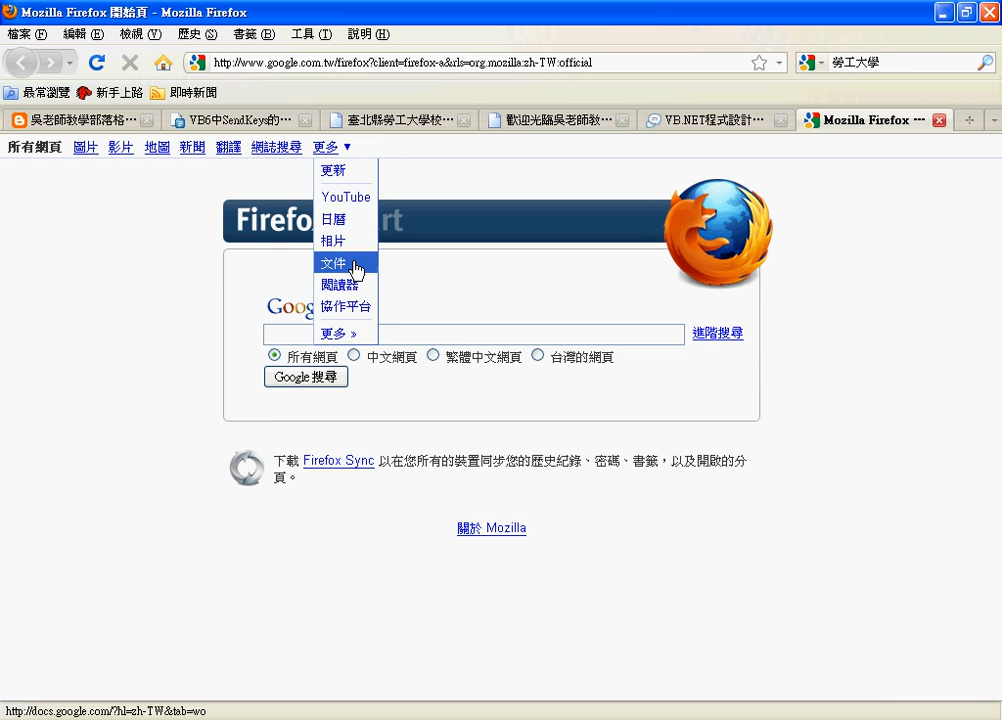 Mozilla Firefox 開始頁 - Mozilla Firefox
檔案 (F) 編輯 (E) 檢視 (V) 歷史 (S) 書籤 (B) 工具 (T) 說明 (H)
http://www.google.com.tw/firefox?client=firefox-a&rls=org.mozilla:zh-TW:official
勞工大學
最常瀏覽 新手上路 即時新聞
吳老師教學部落格⋯ VB6中SendKeys的⋯ 臺北縣勞工大學校⋯ 歡迎光臨吳老師教⋯ VB.NET程式設計⋯ Mozilla Firefox ⋯
所有網頁 圖片 影片 地圖 新聞 翻譯 網誌搜尋 更多 ▼
更新
YouTube
日曆
相片
文件
閱讀器
協作平台
更多 »
Firefo rt
Goog
進階搜尋
所有網頁 中文網頁 繁體中文網頁 台灣的網頁
Google 搜尋
下載 Firefox Sync 以在您所有的裝置同步您的歷史紀錄、密碼、書籤，以及開啟的分
頁。
關於 Mozilla
http://docs.google.com/?hl=zh-TW&tab=wo